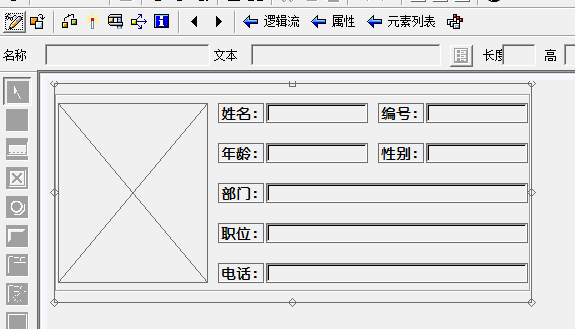 逻辑流 属性 元素列表
名称 文本 长度 高
姓名: 编号:
年龄: 性别:
部门:
职位:
电话: